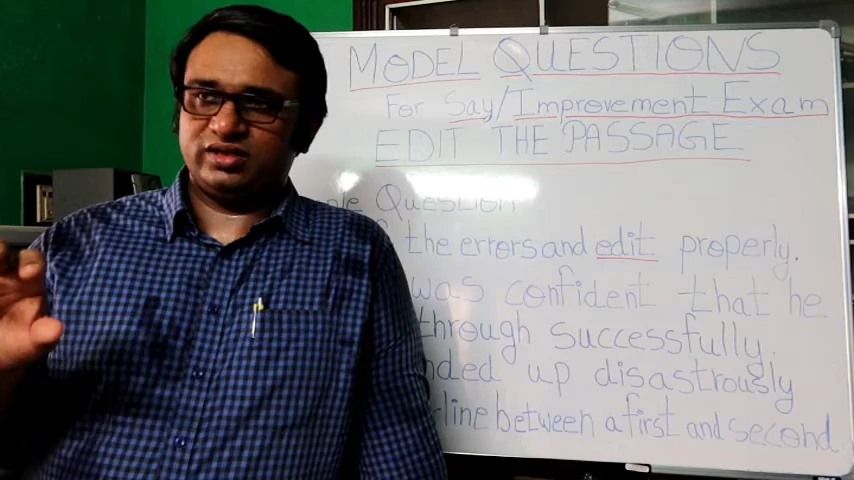 MODEL QUESTIONS
For Say/Improvement Exam
EDIT THE PASSAGE
Question
the errors and edit properly.
was confident that he
through successfully.
up disastrously
line between a first and second